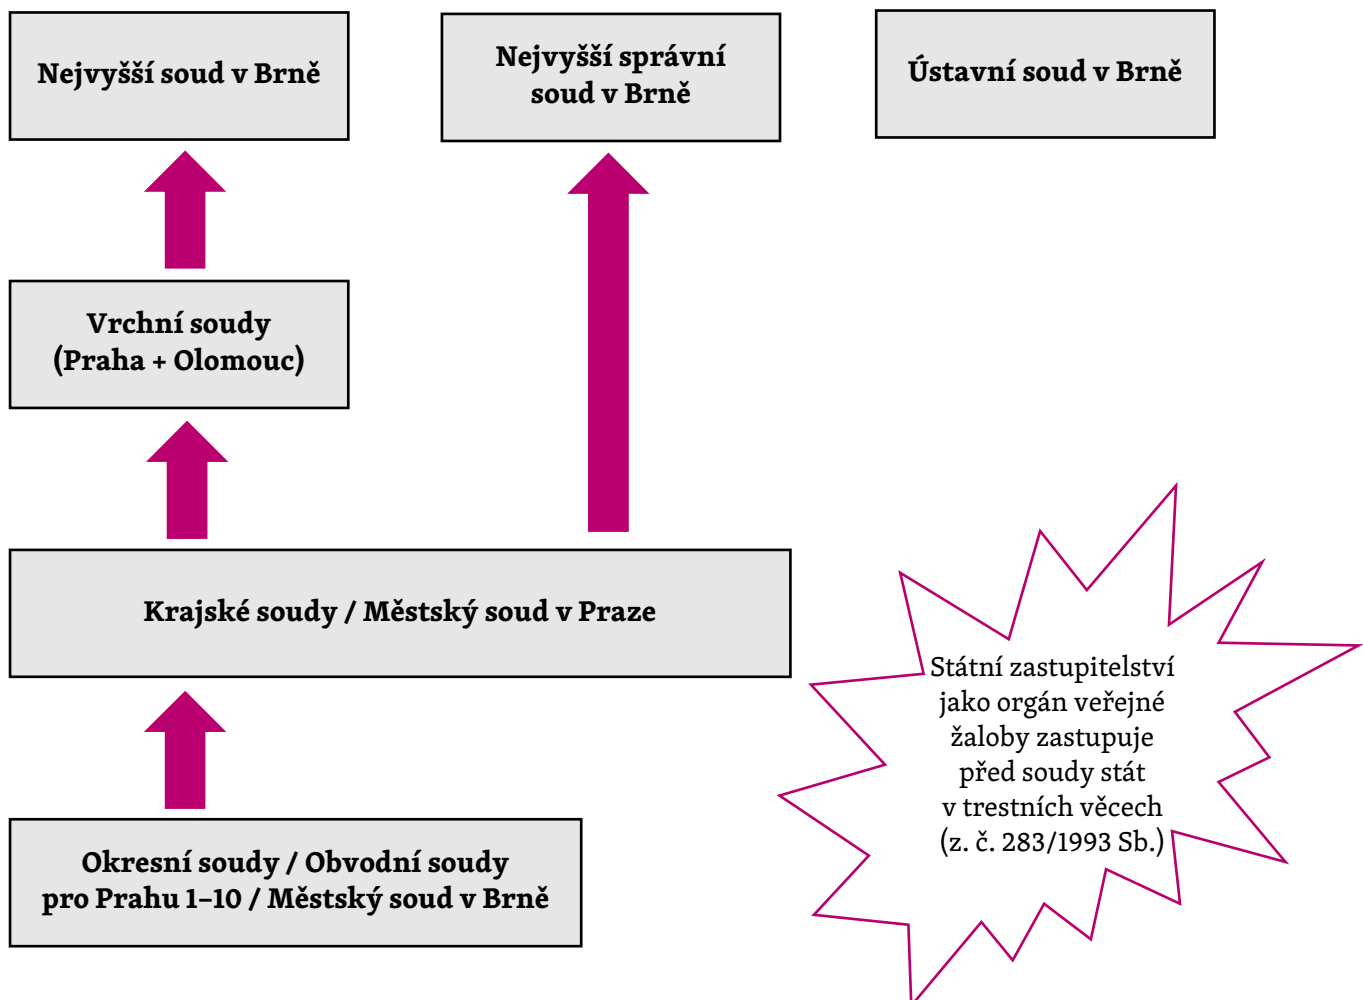 Nejvyšší soud v Brně
Nejvyšší správní
soud v Brně
Ústavní soud v Brně
Vrchní soudy
(Praha + Olomouc)
Krajské soudy / Městský soud v Praze
Státní zastupitelství
jako orgán veřejné
žaloby zastupuje
před soudy stát
v trestních věcech
(z. č. 283/1993 Sb.)
Okresní soudy / Obvodní soudy
pro Prahu 1–10 / Městský soud v Brně